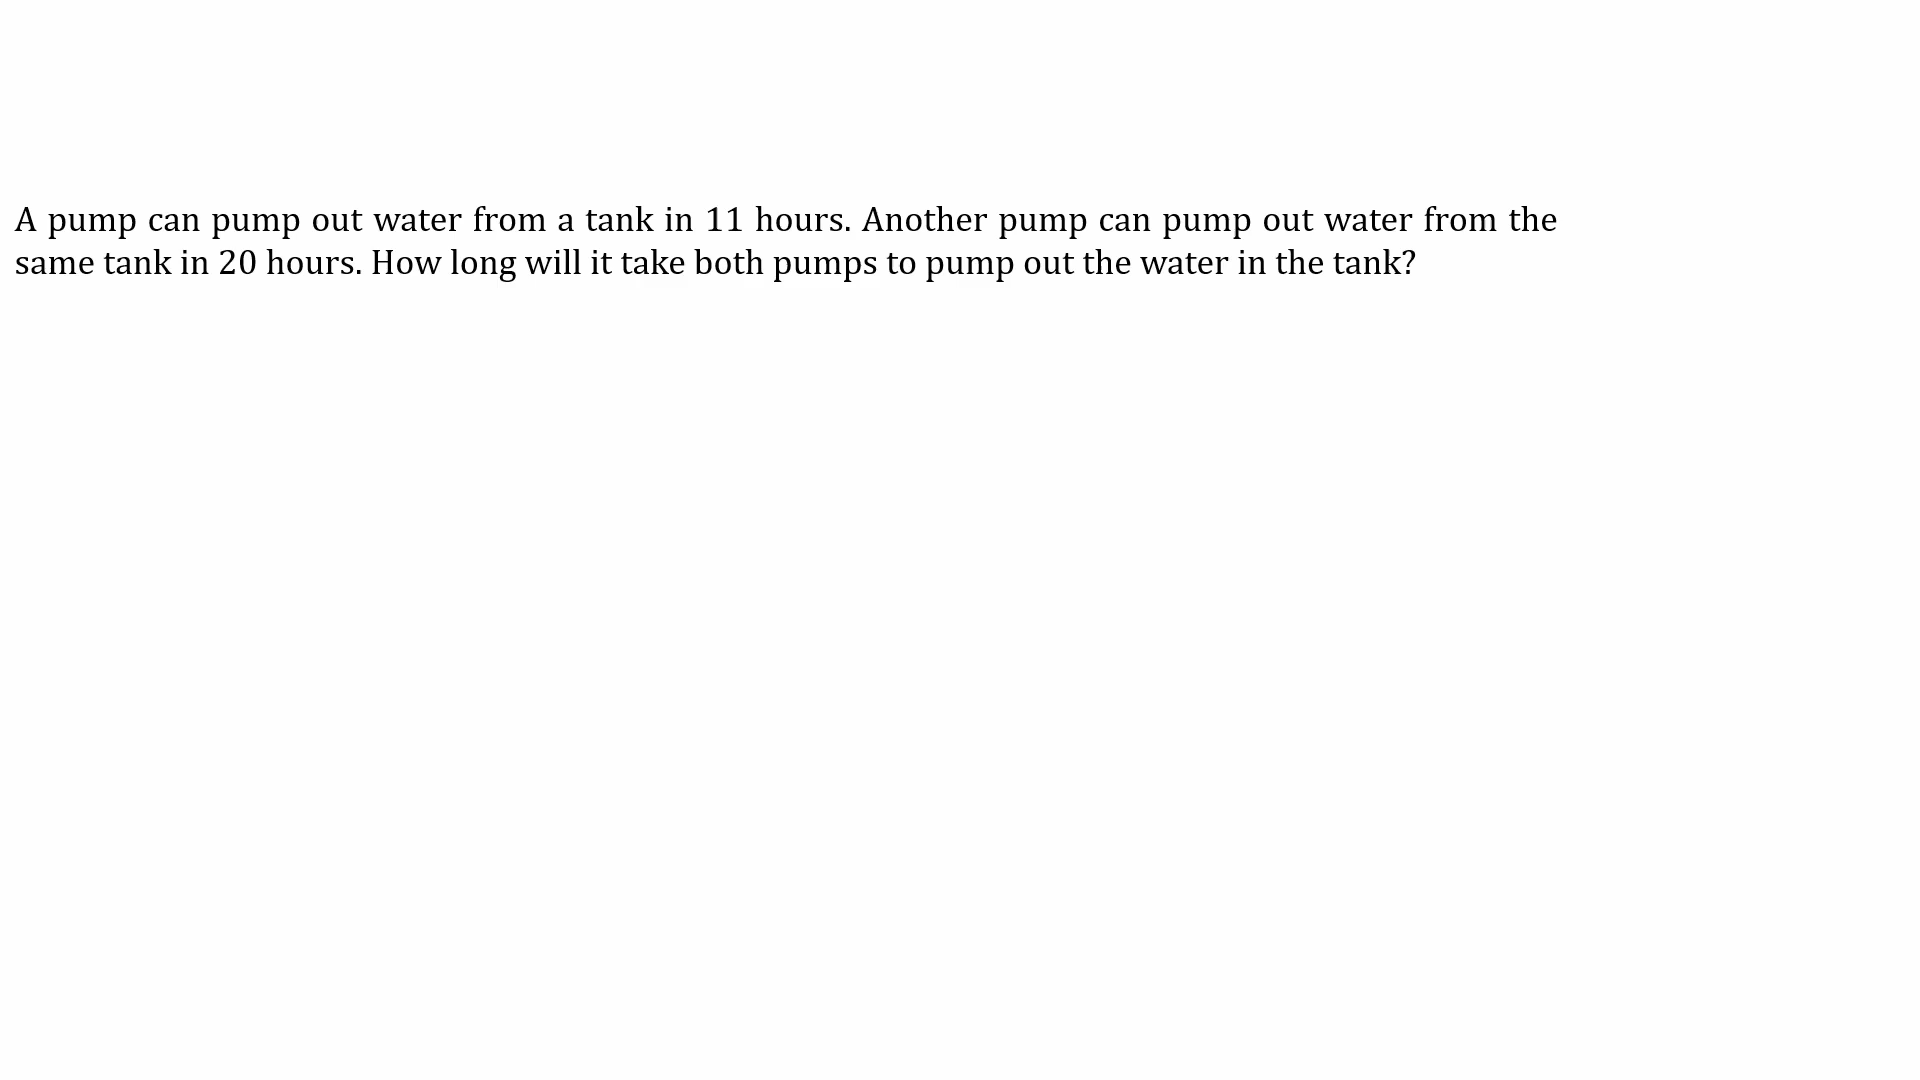 A pump can pump out water from a tank in 11 hours. Another pump can pump out water from the
same tank in 20 hours. How long will it take both pumps to pump out the water in the tank?